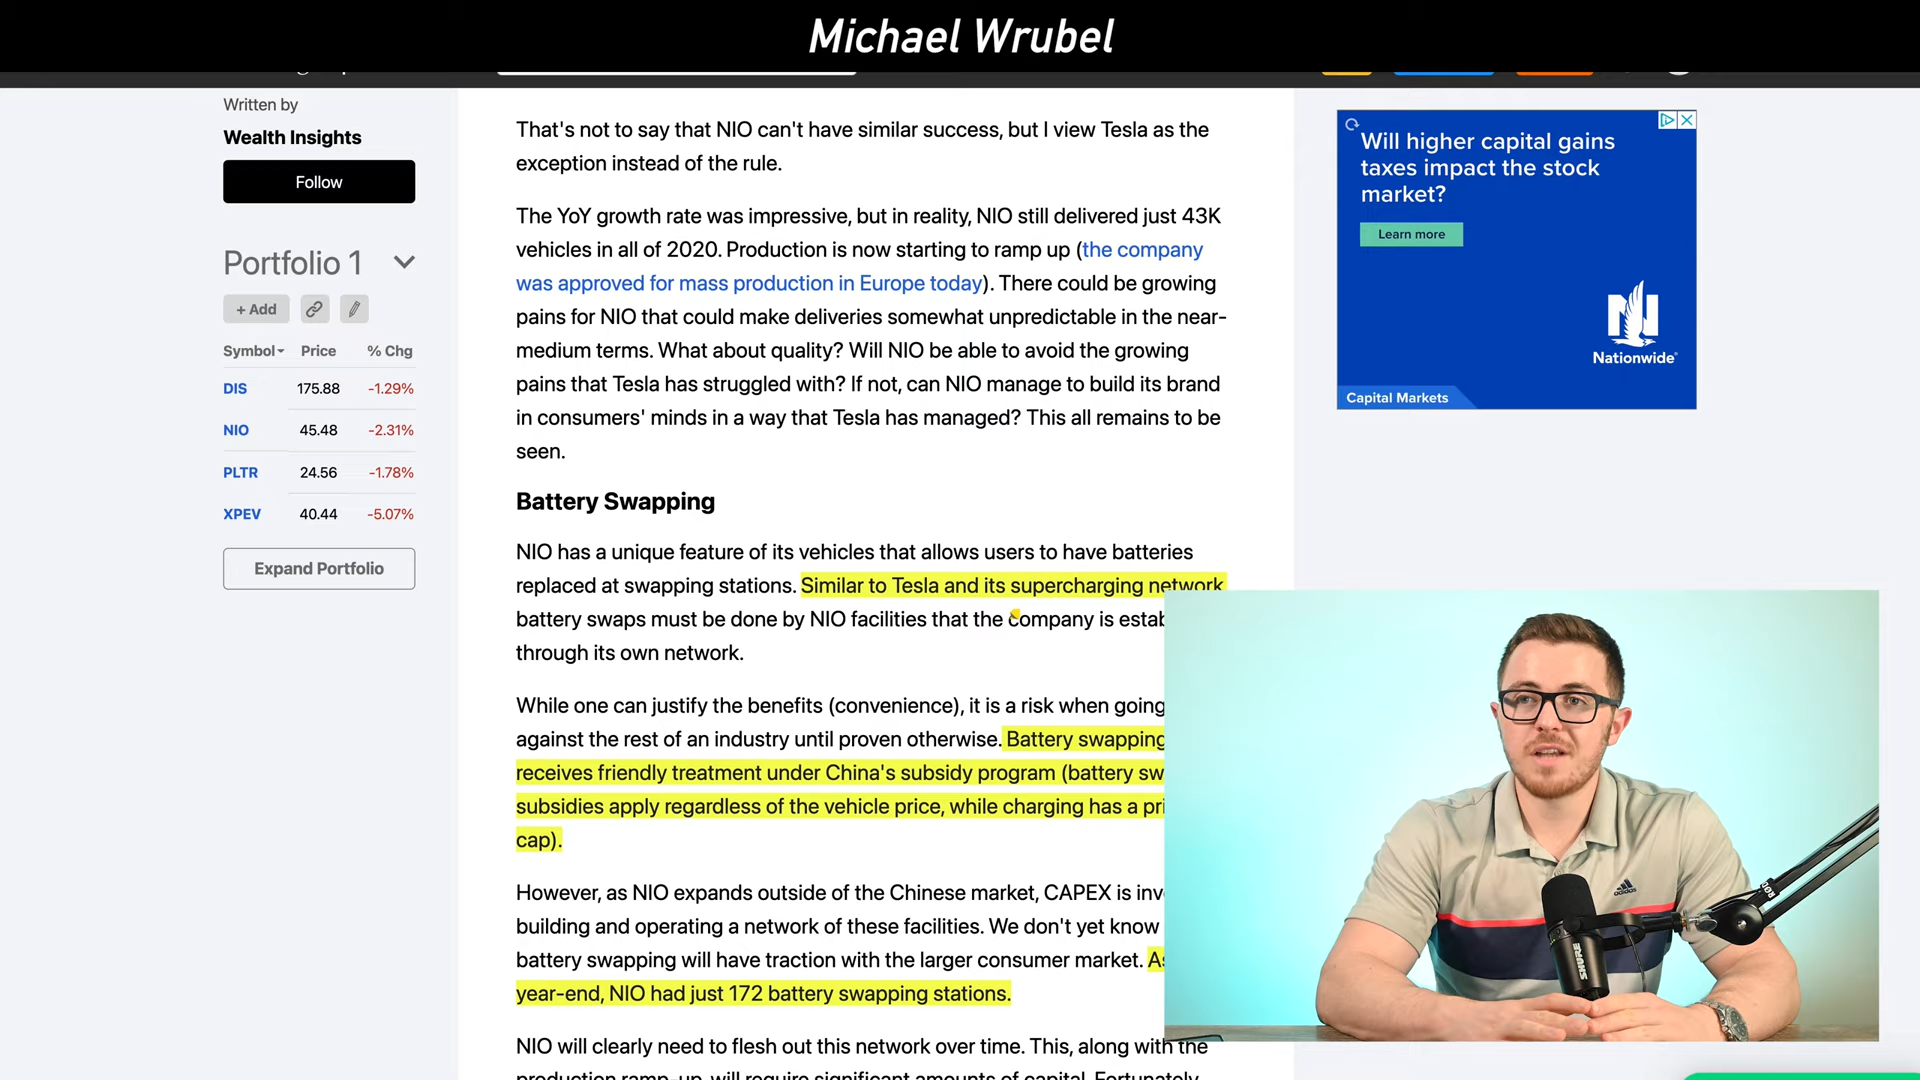 Michael Wrubel
Written by
Wealth Insights
Follow
Portfolio 1
+ Add
Symbol Price % Chg
DIS 175.88 -1.29%
NIO 45.48 -2.31%
PLTR 24.56 -1.78%
XPEV 40.44 -5.07%
Expand Portfolio
That's not to say that NIO can't have similar success, but I view Tesla as the
exception instead of the rule.
The YoY growth rate was impressive, but in reality, NIO still delivered just 43K
vehicles in all of 2020. Production is now starting to ramp up (the company
was approved for mass production in Europe today). There could be growing
pains for NIO that could make deliveries somewhat unpredictable in the near-
medium terms. What about quality? Will NIO be able to avoid the growing
pains that Tesla has struggled with? If not, can NIO manage to build its brand
in consumers' minds in a way that Tesla has managed? This all remains to be
seen.
Battery Swapping
NIO has a unique feature of its vehicles that allows users to have batteries
replaced at swapping stations. Similar to Tesla and its supercharging network
battery swaps must be done by NIO facilities that the company is estab
through its own network.
While one can justify the benefits (convenience), it is a risk when going
against the rest of an industry until proven otherwise. Battery swapping
receives friendly treatment under China's subsidy program (battery sw
subsidies apply regardless of the vehicle price, while charging has a pri
cap).
However, as NIO expands outside of the Chinese market, CAPEX is inv
building and operating a network of these facilities. We don't yet know
battery swapping will have traction with the larger consumer market. As
year-end, NIO had just 172 battery swapping stations.
NIO will clearly need to flesh out this network over time. This, along with the
production ramp-up, will require significant amounts of capital. Fortunately
Will higher capital gains
taxes impact the stock
market?
Learn more
Nationwide
Capital Markets
adidas
SHURE
RODE